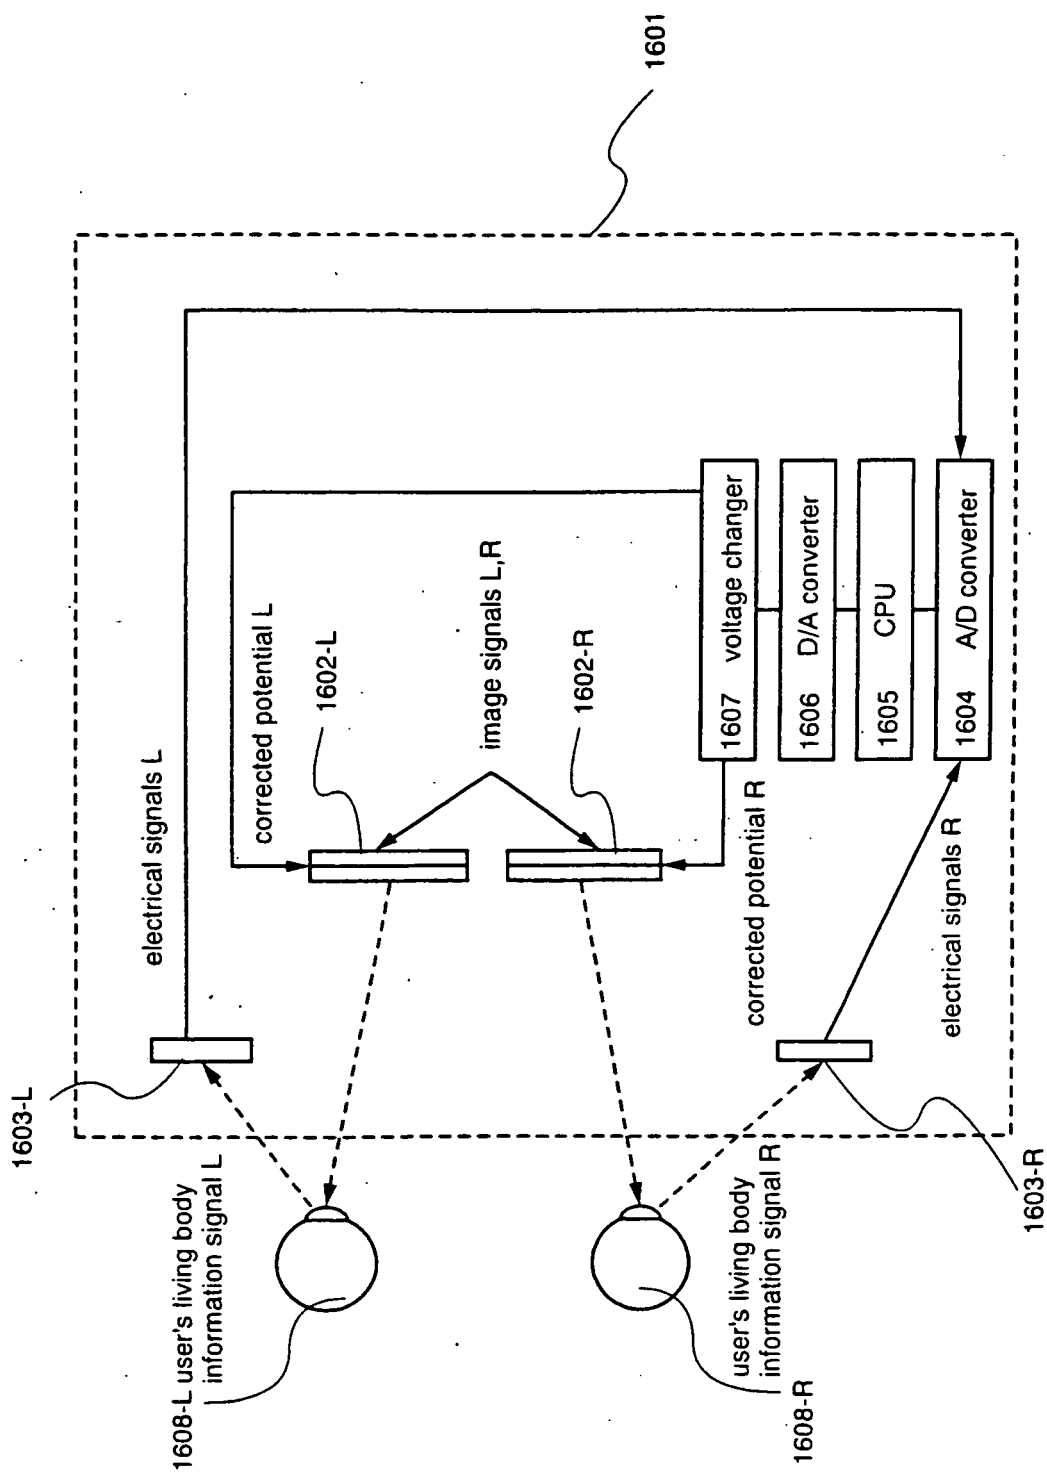 1601
electrical signals L
corrected potential L
1602-L
image signals L,R
1602-R
1607 voltage changer
1606 D/A converter
1605 CPU
1604 A/D converter
corrected potential R
electrical signals R
1603-L
1603-R
1608-L user's living body
information signal L
user's living body
information signal R
1608-R